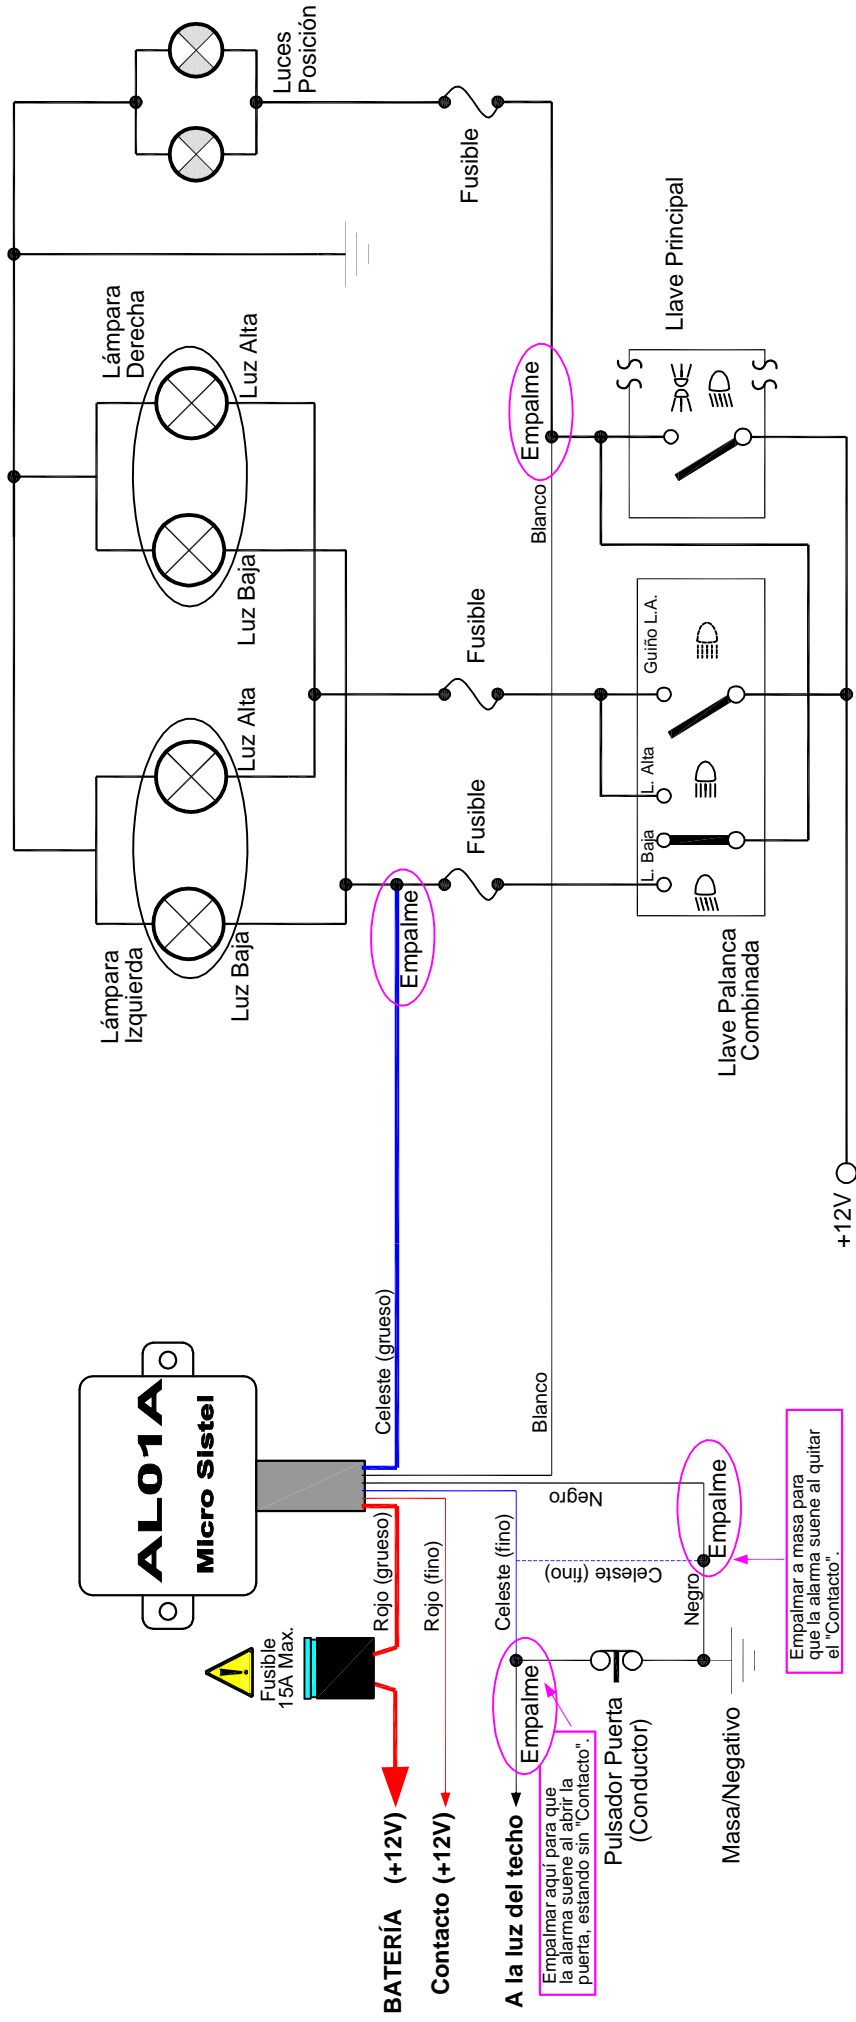 AL01A
Micro Sistel
Fusible
15A Max.
Rojo (grueso)
Rojo (fino)
Celeste (fino)
Celeste (fino)
Negro
Negro
Celeste (grueso)
Blanco
Blanco
BATERÍA (+12V)
Contacto (+12V)
A la luz del techo
Empalme
Empalmar aquí para que
la alarma suene al abrir la
puerta, estando sin "Contacto".
Pulsador Puerta
(Conductor)
Masa/Negativo
Empalme
Empalmar a masa para
que la alarma suene al quitar
el "Contacto".
Lámpara
Izquierda
Luz Baja
Luz Alta
Lámpara
Derecha
Luz Baja
Luz Alta
Luces
Posición
Empalme
Fusible
Fusible
Fusible
Empalme
L. Baja
L. Alta
Guiño L.A.
Llave Palanca
Combinada
Llave Principal
+12V